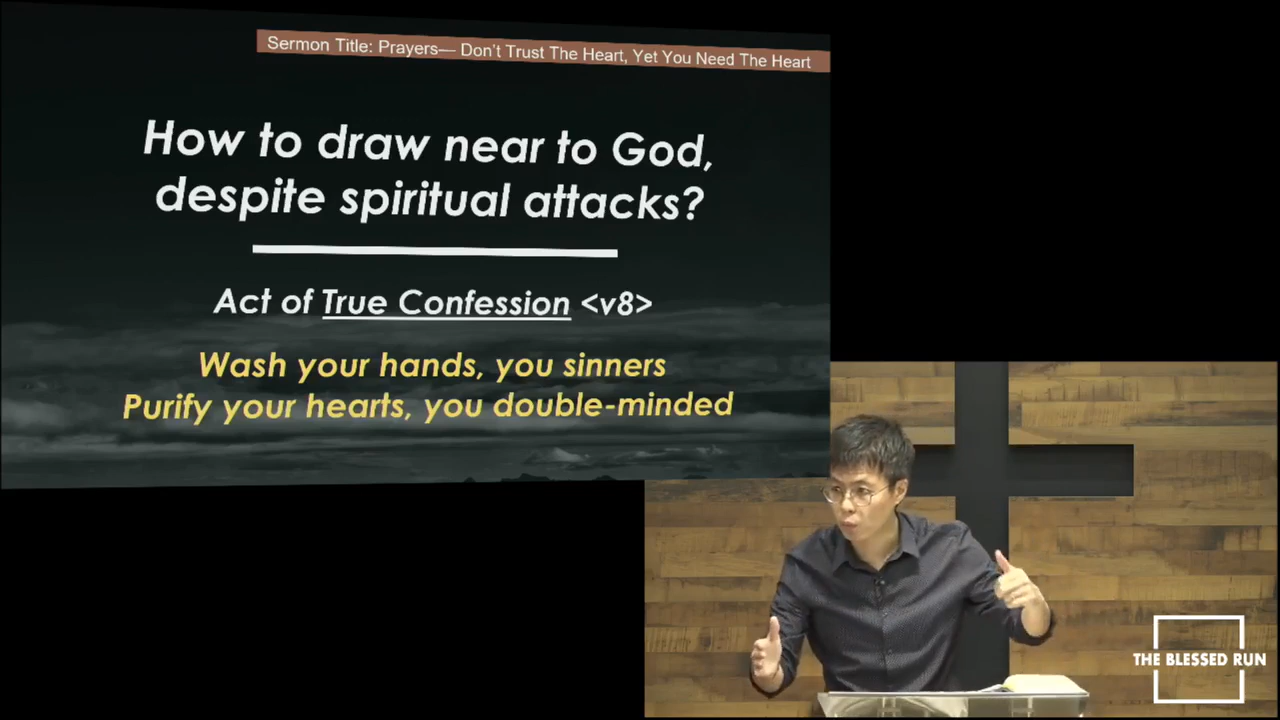 Sermon Title: Prayers— Don't Trust The Heart, Yet You Need The Heart
How to draw near to God,
despite spiritual attacks?
Act of True Confession <v8>
Wash your hands, you sinners
Purify your hearts, you double-minded
THE BLESSED RUN